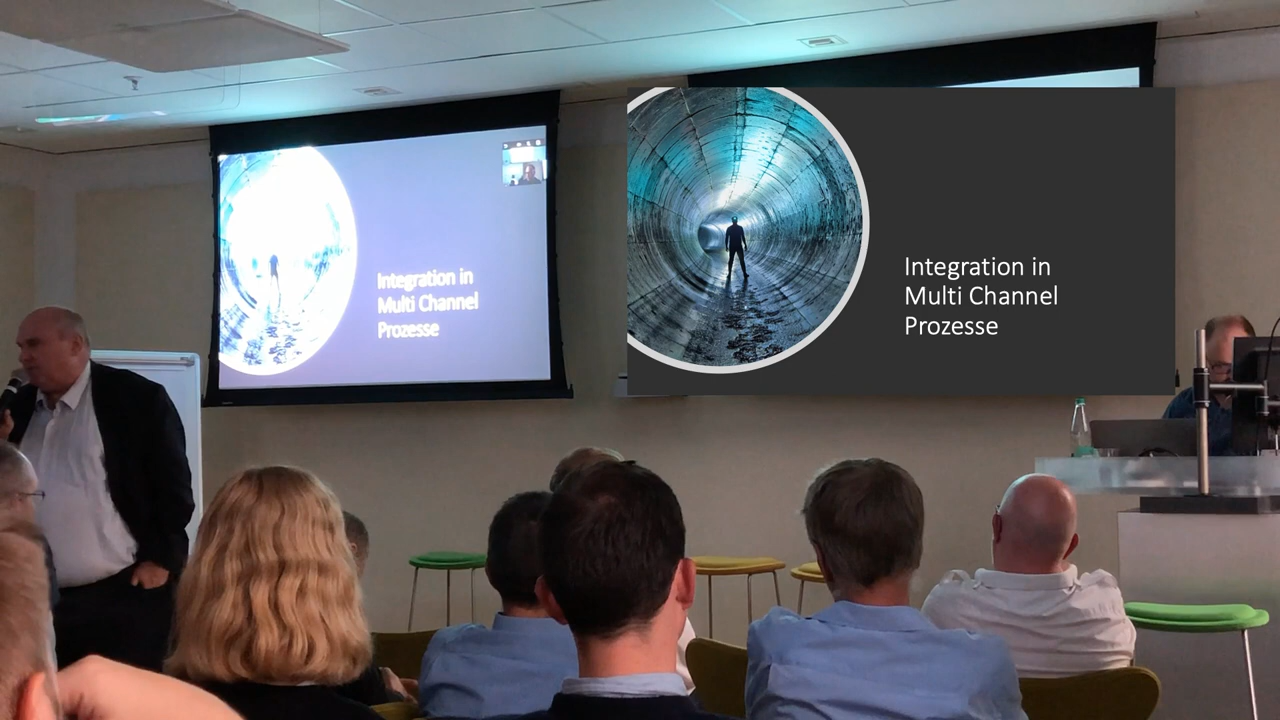 Integration in
Multi Channel
Prozesse
Integration in
Multi Channel
Prozesse